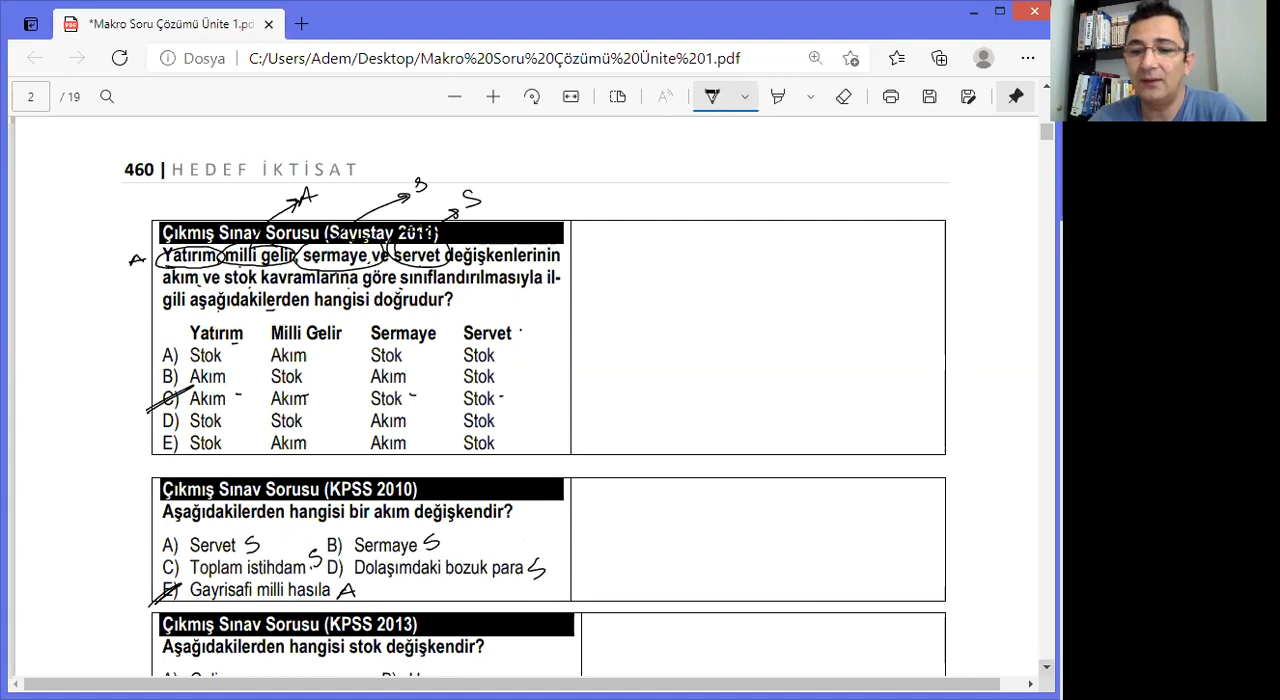 *Makro Soru Çözümü Ünite 1.pd
Dosya C:/Users/Adem/Desktop/Makro%20Soru%20Çözümü%20Ünite%201.pdf
2 / 19
460 | HEDEF İKTİSAT
A S S
Çıkmış Sınav Sorusu (Sayıştay 2011)
A Yatırım, milli gelir, sermaye ve servet değişkenlerinin
akım ve stok kavramlarına göre sınıflandırılmasıyla il-
gili aşağıdakilerden hangisi doğrudur?
Yatırım Milli Gelir Sermaye Servet
A) Stok Akım Stok Stok
B) Akım Stok Akım Stok
C) Akım Akım Stok Stok
D) Stok Stok Akım Stok
E) Stok Akım Akım Stok
Çıkmış Sınav Sorusu (KPSS 2010)
Aşağıdakilerden hangisi bir akım değişkendir?
A) Servet S B) Sermaye S
C) Toplam istihdam S D) Dolaşımdaki bozuk para S
E) Gayrisafi milli hasıla A
Çıkmış Sınav Sorusu (KPSS 2013)
Aşağıdakilerden hangisi stok değişkendir?